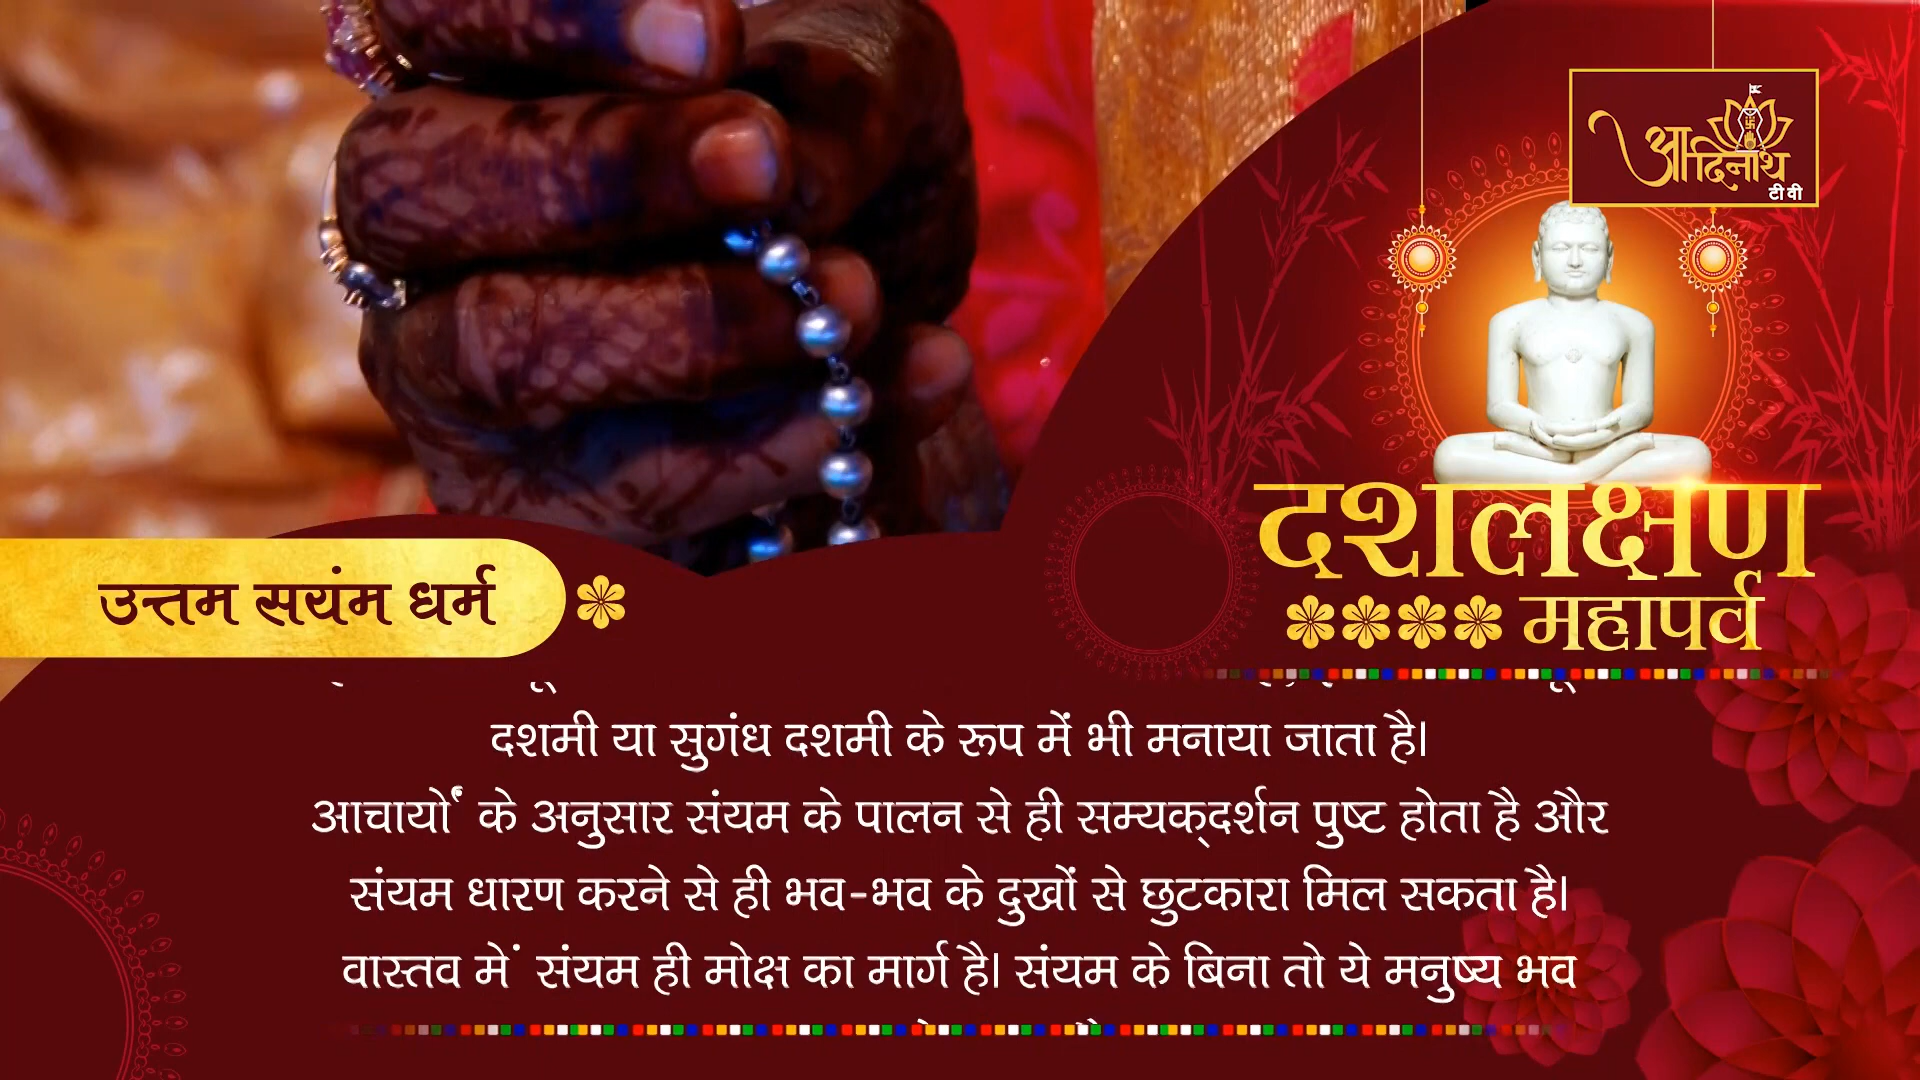 आदिनाथ
टीवी
दशलक्षण
महापर्व
उत्तम सयंम धर्म
दशमी या सुगंध दशमी के रूप में भी मनाया जाता है।
आचार्यों के अनुसार संयम के पालन से ही सम्यक्‌दर्शन पुष्ट होता है और
संयम धारण करने से ही भव-भव के दुखों से छुटकारा मिल सकता है।
वास्तव में संयम ही मोक्ष का मार्ग है। संयम के बिना तो ये मनुष्य भव